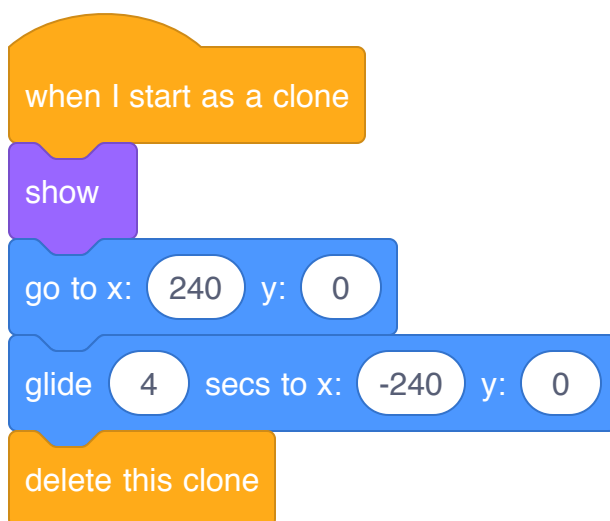 when I start as a clone
show
go to x: 240 y: 0
glide 4 secs to x: -240 y: 0
delete this clone